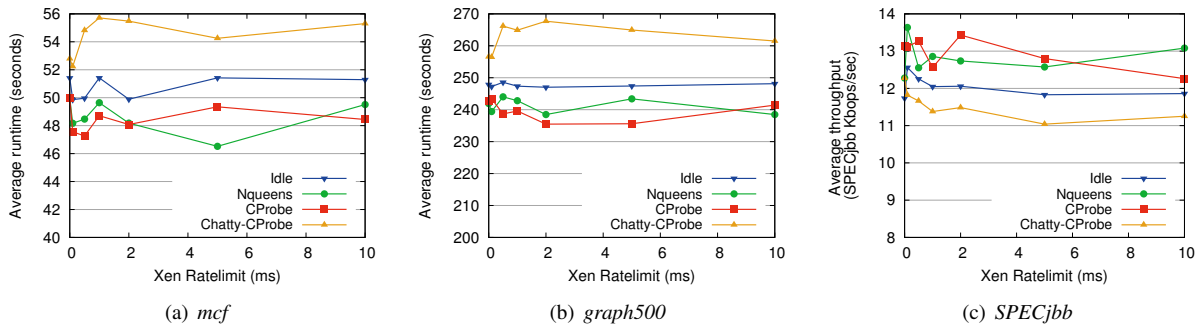 Average runtime (seconds)
56
54
52
50
48
46
44
42
40
Idle
Nqueens
CProbe
Chatty-CProbe
0 2 4 6 8 10
Xen Ratelimit (ms)
(a) mcf
Average runtime (seconds)
270
260
250
240
230
220
210
200
Idle
Nqueens
CProbe
Chatty-CProbe
0 2 4 6 8 10
Xen Ratelimit (ms)
(b) graph500
Average throughput
(SPECjbb Kbops/sec)
14
13
12
11
10
9
8
Idle
Nqueens
CProbe
Chatty-CProbe
0 2 4 6 8 10
Xen Ratelimit (ms)
(c) SPECjbb